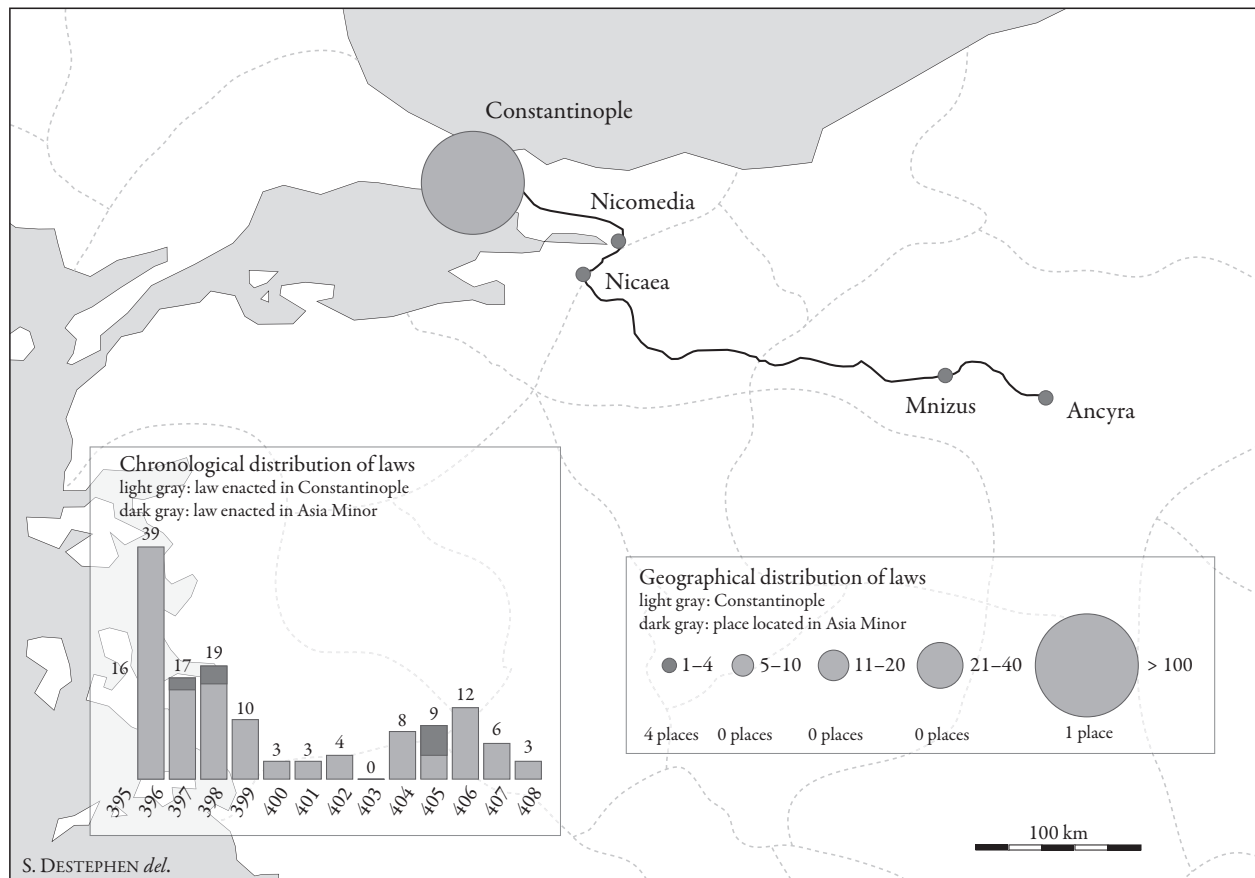 Constantinople
Nicomedia
Nicaea
Mnizus
Ancyra
Chronological distribution of laws
light gray: law enacted in Constantinople
dark gray: law enacted in Asia Minor
39
16
17
19
10
3
3
4
0
8
9
12
6
3
395
396
397
398
399
400
401
402
403
404
405
406
407
408
Geographical distribution of laws
light gray: Constantinople
dark gray: place located in Asia Minor
1–4 5–10 11–20 21–40 > 100
4 places 0 places 0 places 0 places 1 place
100 km
S. DESTEPHEN del.